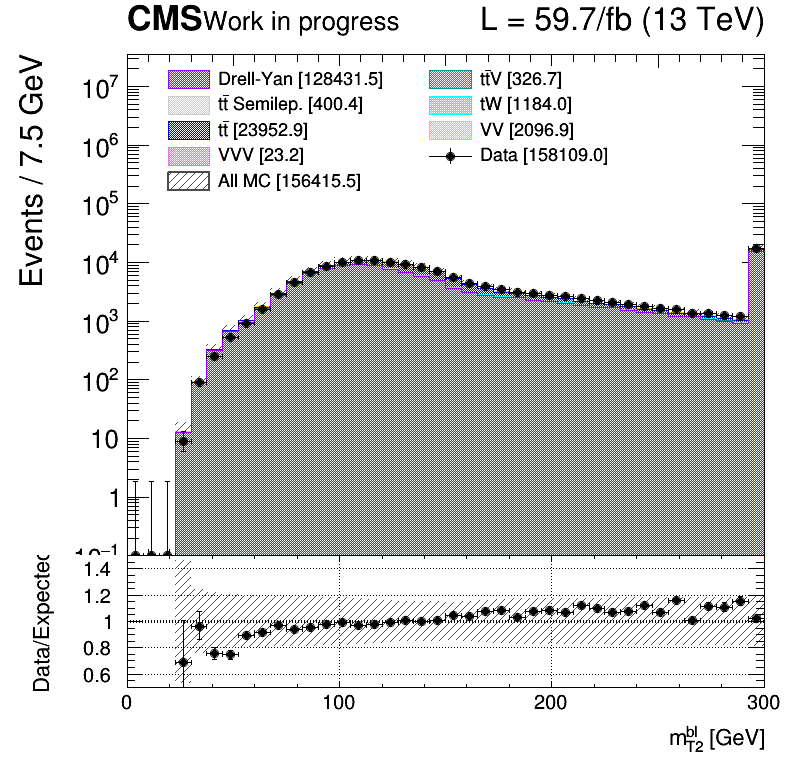 CMS Work in progress L = 59.7/fb (13 TeV)
Events / 7.5 GeV
10⁷
10⁶
10⁵
10⁴
10³
10²
10
1
10⁻¹
Drell-Yan [128431.5]
tt̄ Semilep. [400.4]
tt̄ [23952.9]
VVV [23.2]
All MC [156415.5]
tt̄V [326.7]
tW [1184.0]
VV [2096.9]
Data [158109.0]
Data/Expected
1.4
1.2
1
0.8
0.6
0 100 200 300
m_{T2}^{bl} [GeV]